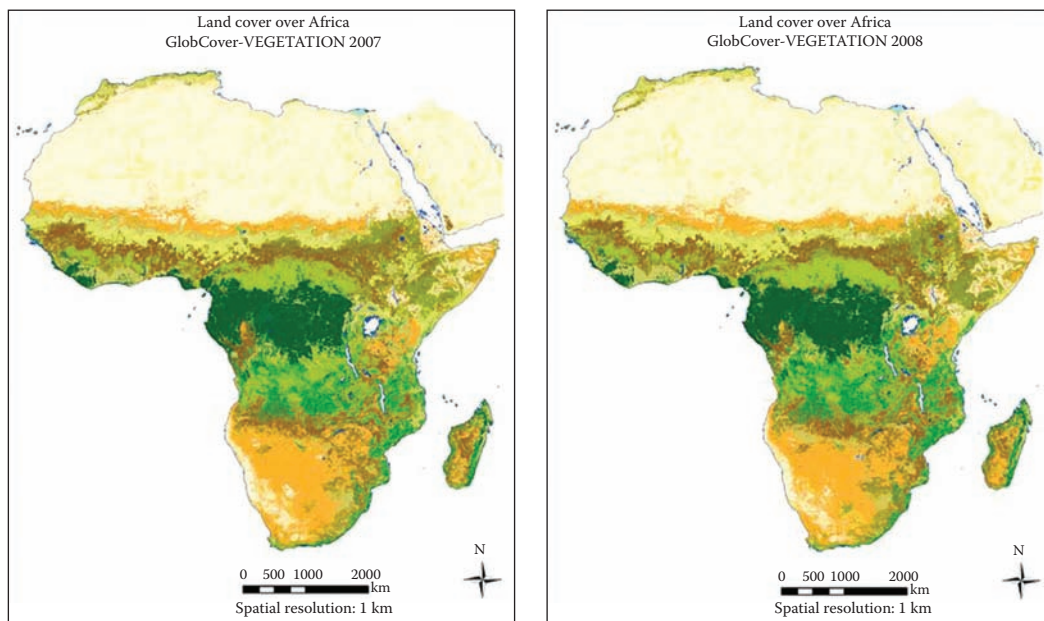 Land cover over Africa
GlobCover-VEGETATION 2007
N
0 500 1000 2000
km
Spatial resolution: 1 km
Land cover over Africa
GlobCover-VEGETATION 2008
N
0 500 1000 2000
km
Spatial resolution: 1 km